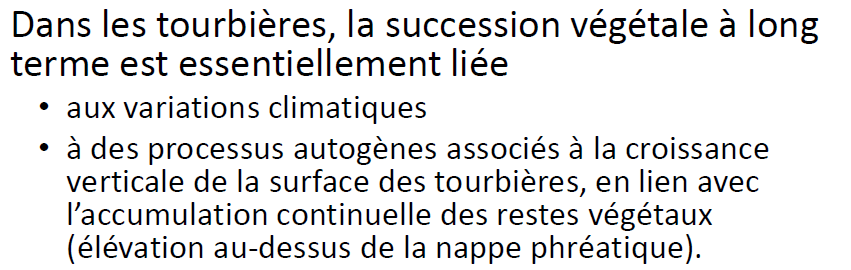 Dans les tourbières, la succession végétale à long
terme est essentiellement liée
• aux variations climatiques
• à des processus autogènes associés à la croissance
verticale de la surface des tourbières, en lien avec
l’accumulation continuelle des restes végétaux
(élévation au-dessus de la nappe phréatique).